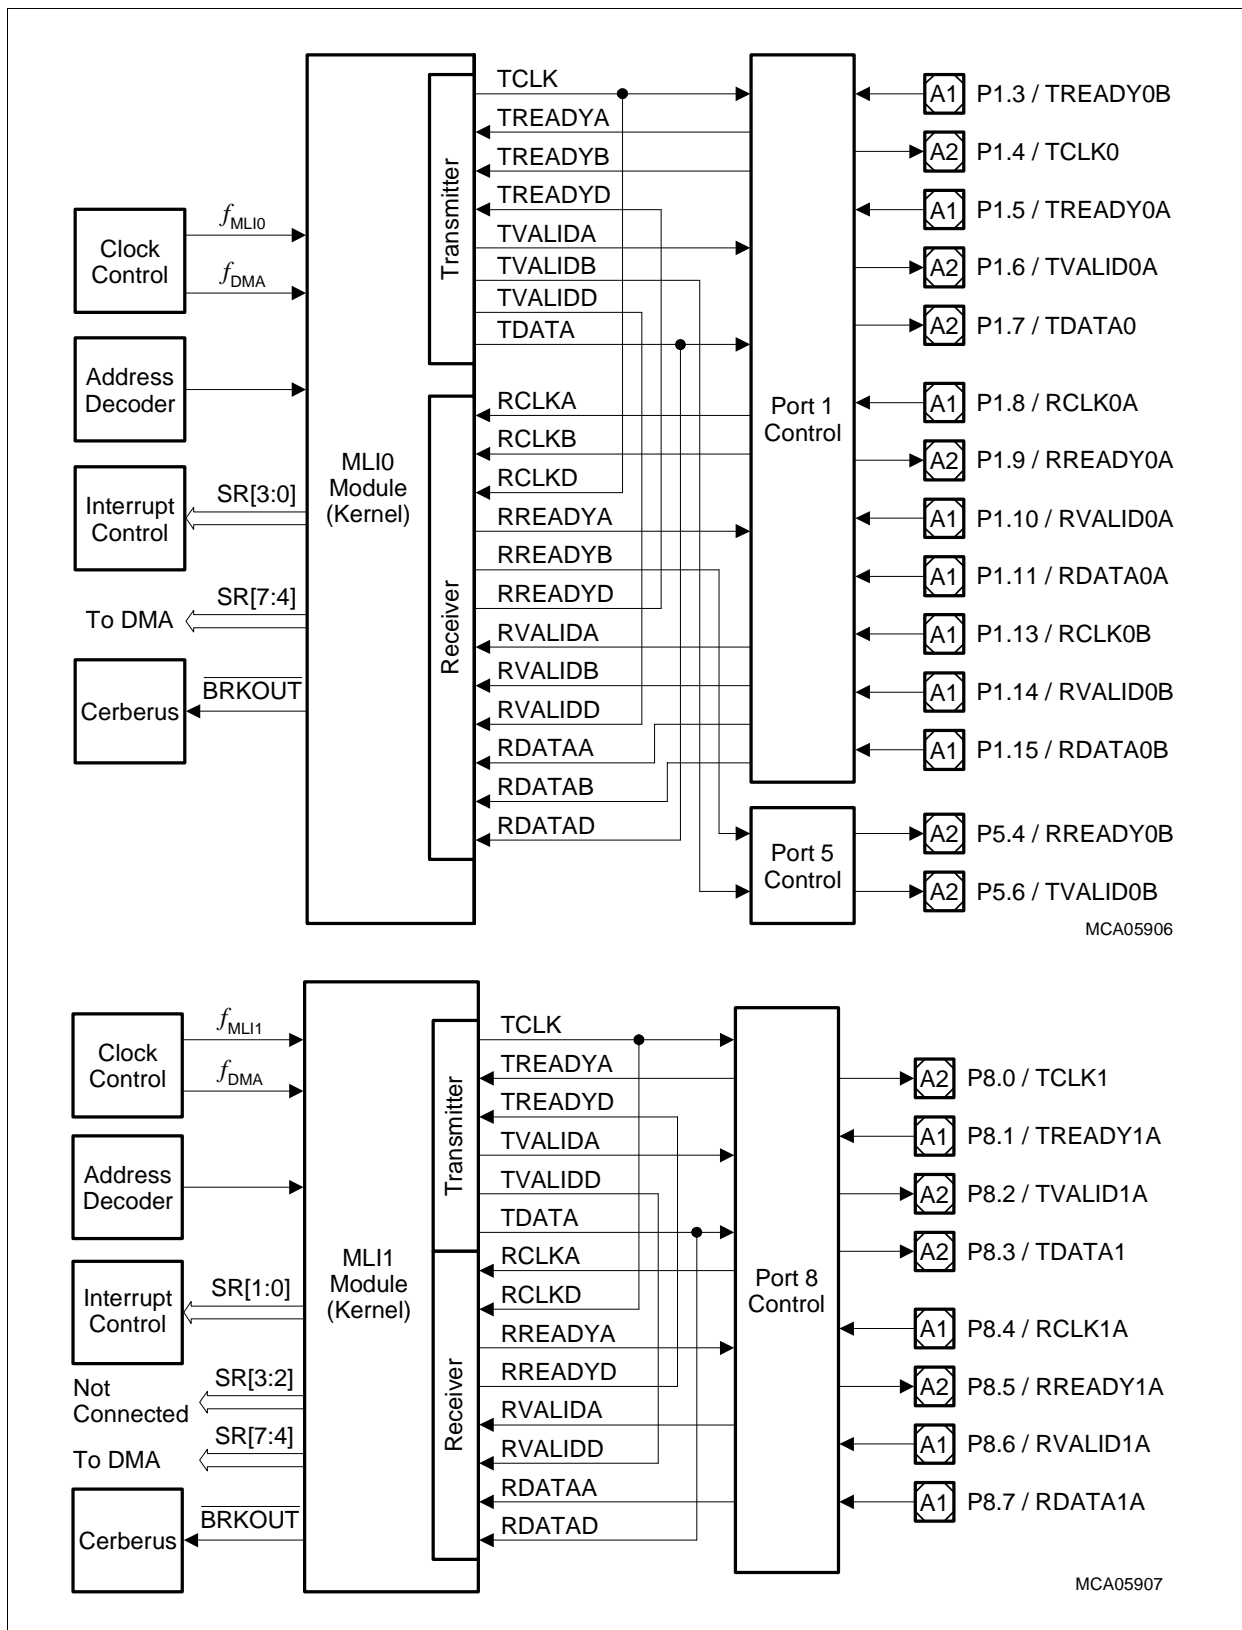 TCLK
TREADYA
TREADYB
TREADYD
TVALIDA
TVALIDB
TVALIDD
TDATA
Transmitter
Clock
Control
fMLI0
fDMA
Address
Decoder
Interrupt
Control
SR[3:0]
To DMA
SR[7:4]
Cerberus
BRKOUT
MLI0
Module
(Kernel)
Receiver
RCLKA
RCLKB
RCLKD
RREADYA
RREADYB
RREADYD
RVALIDA
RVALIDB
RVALIDD
RDATAA
RDATAB
RDATAD
Port 1
Control
Port 5
Control
A1 P1.3 / TREADY0B
A2 P1.4 / TCLK0
A1 P1.5 / TREADY0A
A2 P1.6 / TVALID0A
A2 P1.7 / TDATA0
A1 P1.8 / RCLK0A
A2 P1.9 / RREADY0A
A1 P1.10 / RVALID0A
A1 P1.11 / RDATA0A
A1 P1.13 / RCLK0B
A1 P1.14 / RVALID0B
A1 P1.15 / RDATA0B
A2 P5.4 / RREADY0B
A2 P5.6 / TVALID0B
MCA05906
Clock
Control
fMLI1
fDMA
Address
Decoder
Interrupt
Control
SR[1:0]
Not
Connected
SR[3:2]
To DMA
SR[7:4]
Cerberus
BRKOUT
MLI1
Module
(Kernel)
Transmitter
Receiver
TCLK
TREADYA
TREADYD
TVALIDA
TVALIDD
TDATA
RCLKA
RCLKD
RREADYA
RREADYD
RVALIDA
RVALIDD
RDATAA
RDATAD
Port 8
Control
A2 P8.0 / TCLK1
A1 P8.1 / TREADY1A
A2 P8.2 / TVALID1A
A2 P8.3 / TDATA1
A1 P8.4 / RCLK1A
A2 P8.5 / RREADY1A
A1 P8.6 / RVALID1A
A1 P8.7 / RDATA1A
MCA05907